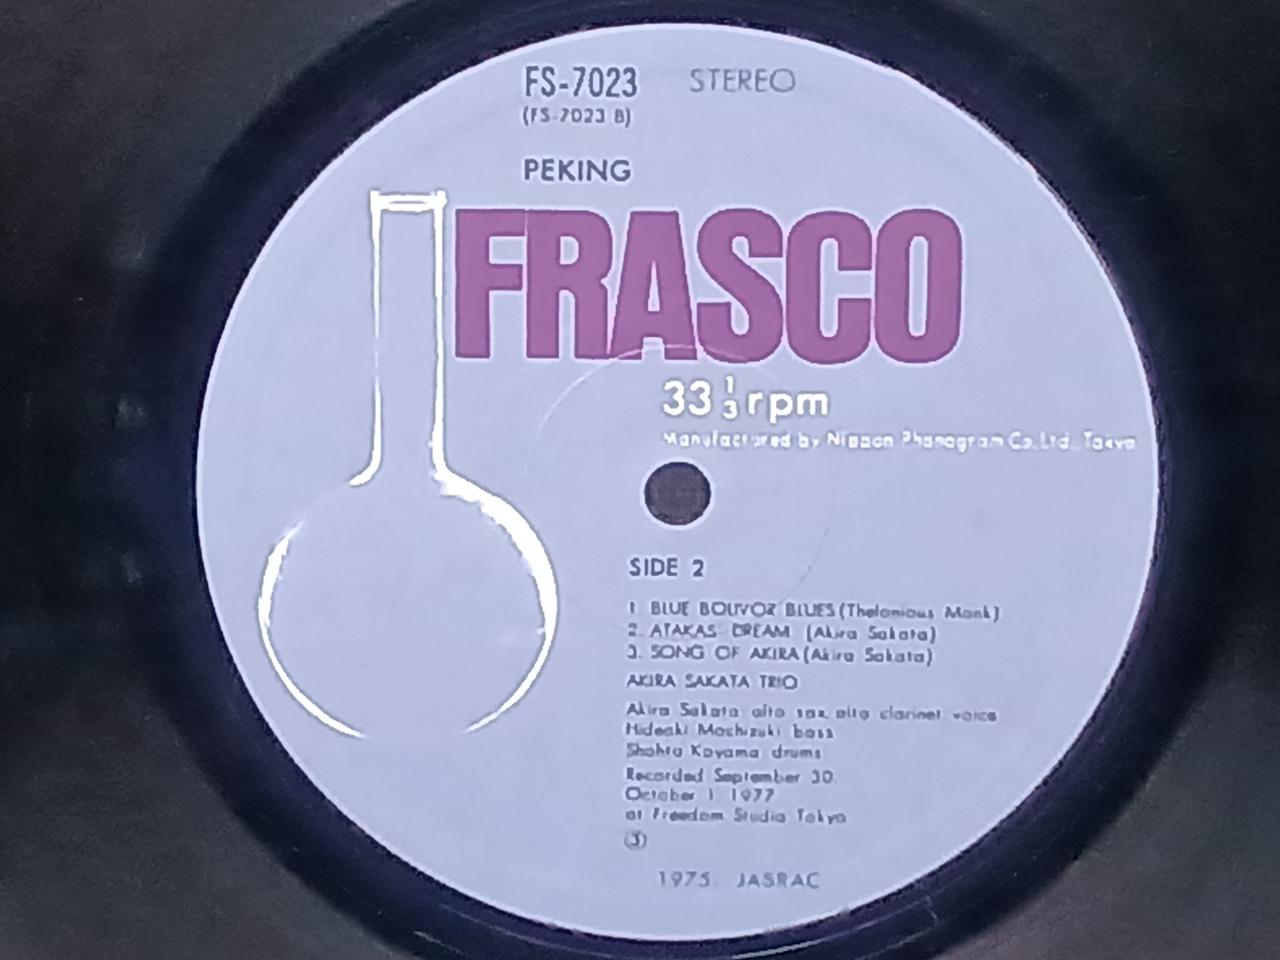 FS-7023 STEREO
(FS-7023 B)
PEKING
FRASCO
33 1/3 rpm
Manufactured by Nippon Phonogram Co. Ltd., Tokyo
SIDE 2
1. BLUE BOLIVOR BLUES (Thelonious Monk)
2. ATAKAS DREAM (Akira Sakata)
3. SONG OF AKIRA (Akira Sakata)
AKIRA SAKATA TRIO
Akira Sakata alto sax, alto clarinet voice
Hideaki Mochizuki bass
Shohta Koyama drums
Recorded September 30.
October 1. 1977
at Freedom Studio Tokyo
1975. JASRAC